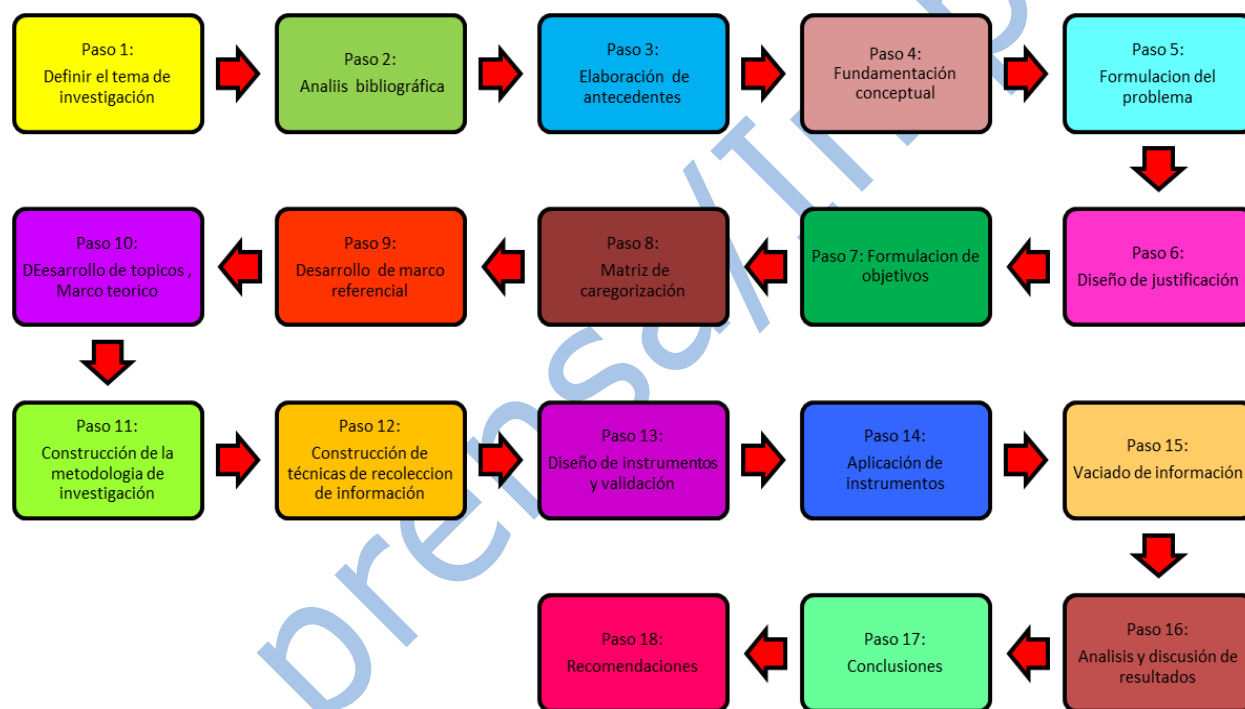 Paso 1:
Definir el tema de
investigación
Paso 2:
Analiis bibliográfica
Paso 3:
Elaboración de
antecedentes
Paso 4:
Fundamentación
conceptual
Paso 5:
Formulacion del
problema
Paso 6:
Diseño de justificación
Paso 7: Formulacion de
objetivos
Paso 8:
Matriz de
caregorización
Paso 9:
Desarrollo de marco
referencial
Paso 10:
DEesarrollo de topicos ,
Marco teorico
Paso 11:
Construcción de la
metodologia de
investigación
Paso 12:
Construcción de
técnicas de recoleccion
de información
Paso 13:
Diseño de instrumentos
y validación
Paso 14:
Aplicación de
instrumentos
Paso 15:
Vaciado de información
Paso 16:
Analisis y discusión de
resultados
Paso 17:
Conclusiones
Paso 18:
Recomendaciones